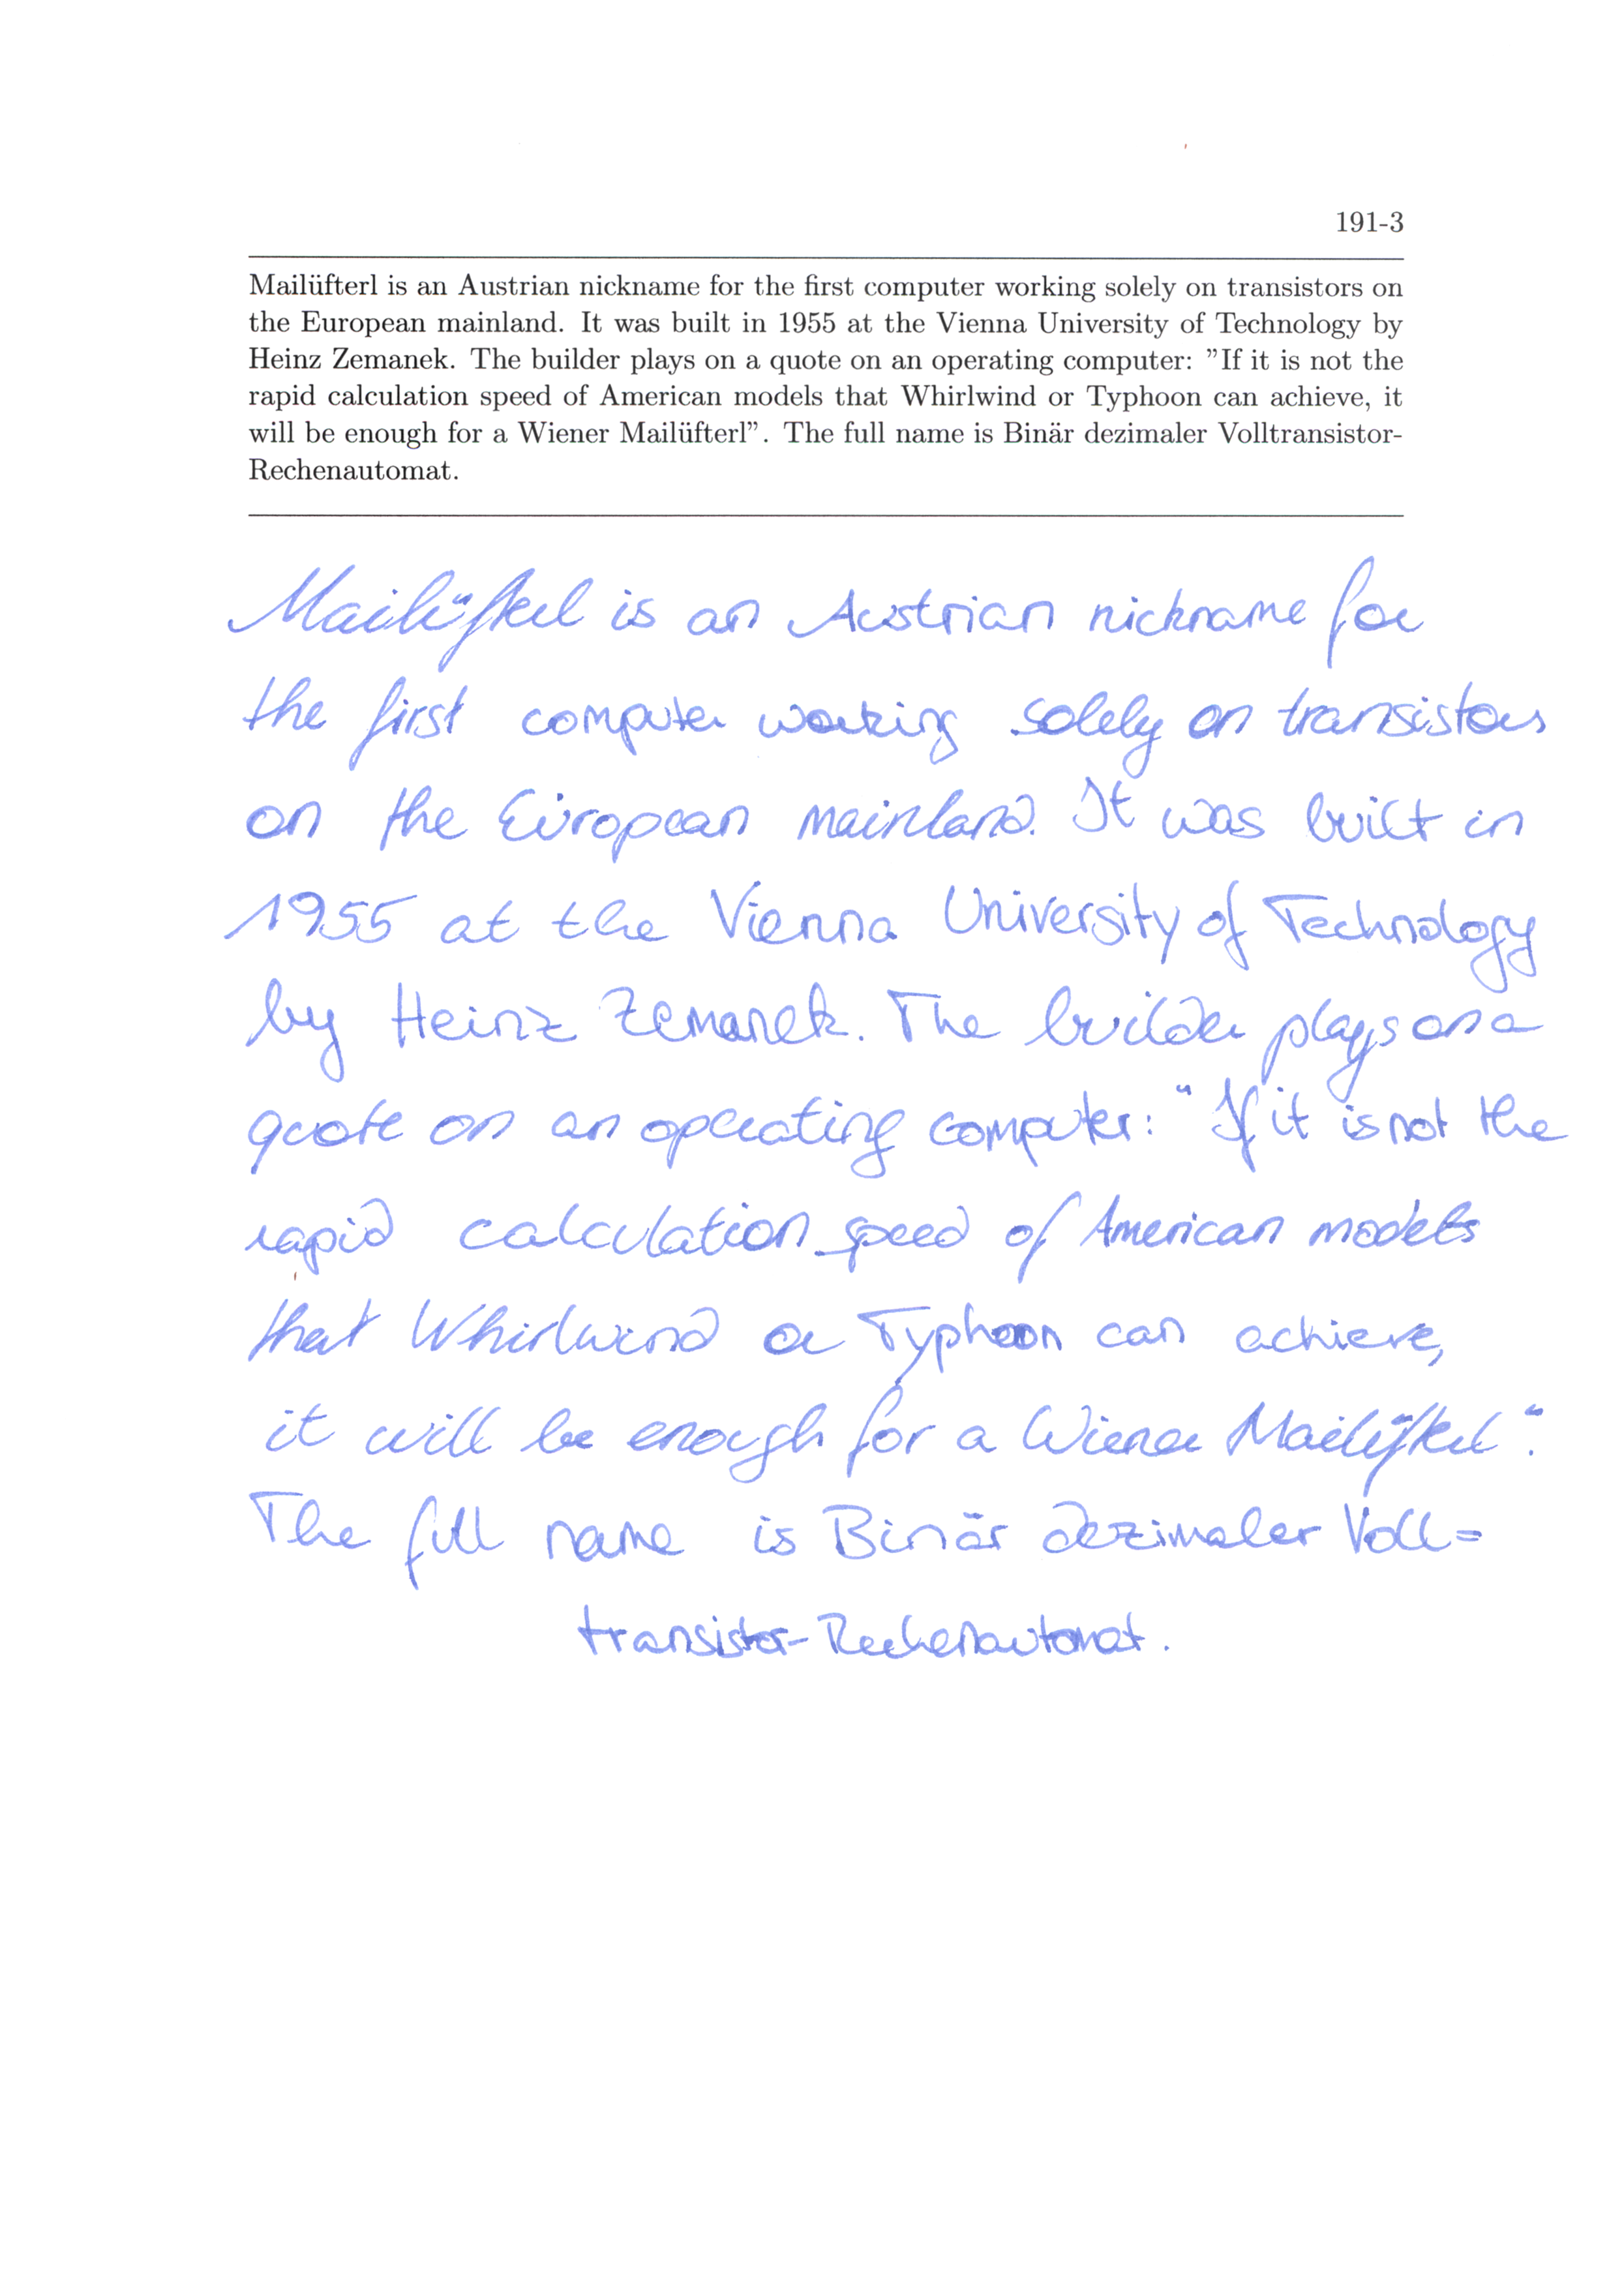 191-3
Mailüfterl is an Austrian nickname for the first computer working solely on transistors on
the European mainland. It was built in 1955 at the Vienna University of Technology by
Heinz Zemanek. The builder plays on a quote on an operating computer: ”If it is not the
rapid calculation speed of American models that Whirlwind or Typhoon can achieve, it
will be enough for a Wiener Mailüfterl”. The full name is Binär dezimaler Volltransistor-
Rechenautomat.
Mailüfterl is an Austrian nickname for
the first computer working solely on transistors
on the European mainland. It was built in
1955 at the Vienna University of Technology
by Heinz Zemanek. The builder plays on a
quote on an operating computer: "If it is not the
rapid calculation speed of American models
that Whirlwind or Typhoon can achieve,
it will be enough for a Wiener Mailüfterl".
The full name is Binär dezimaler Voll=
transistor-Rechenautomat.